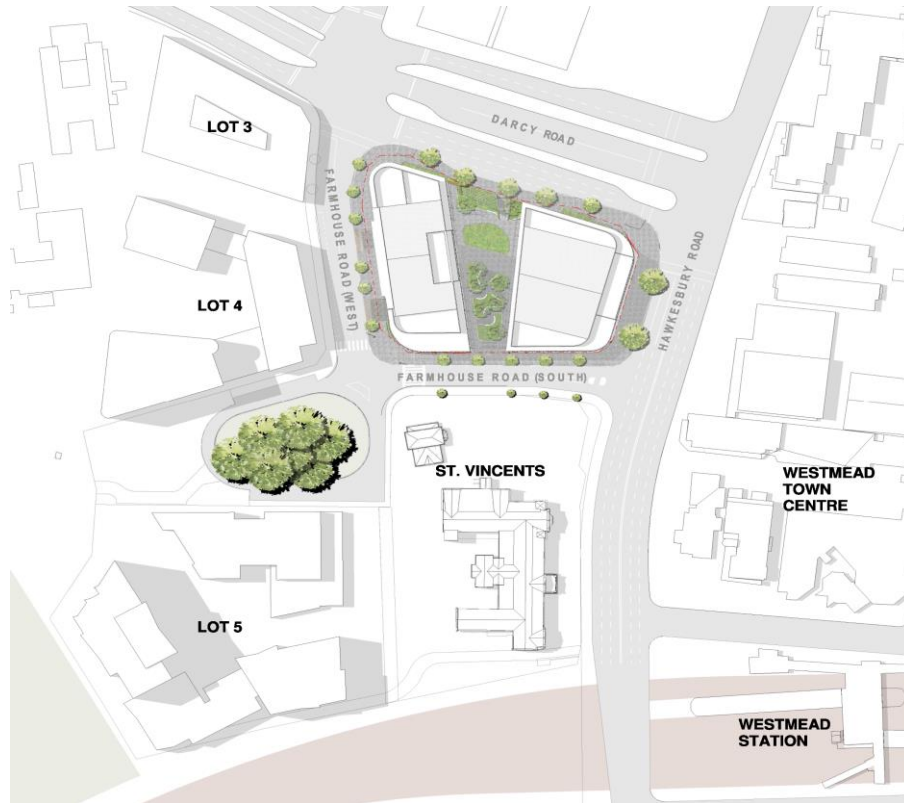 LOT 3
DARCY ROAD
FARMHOUSE ROAD (WEST)
HAWKESBURY ROAD
LOT 4
FARMHOUSE ROAD (SOUTH)
ST. VINCENTS
WESTMEAD
TOWN
CENTRE
LOT 5
WESTMEAD
STATION